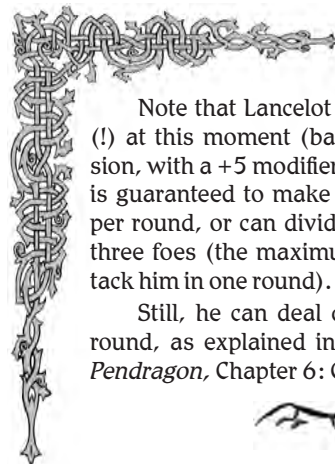 Note that Lancelot
(!) at this moment (ba
sion, with a +5 modifier
is guaranteed to make
per round, or can divid
three foes (the maximu
tack him in one round).
Still, he can deal
round, as explained in
Pendragon, Chapter 6: